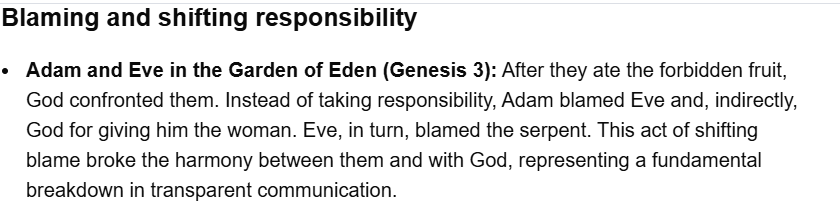 Blaming and shifting responsibility
• Adam and Eve in the Garden of Eden (Genesis 3): After they ate the forbidden fruit,
God confronted them. Instead of taking responsibility, Adam blamed Eve and, indirectly,
God for giving him the woman. Eve, in turn, blamed the serpent. This act of shifting
blame broke the harmony between them and with God, representing a fundamental
breakdown in transparent communication.